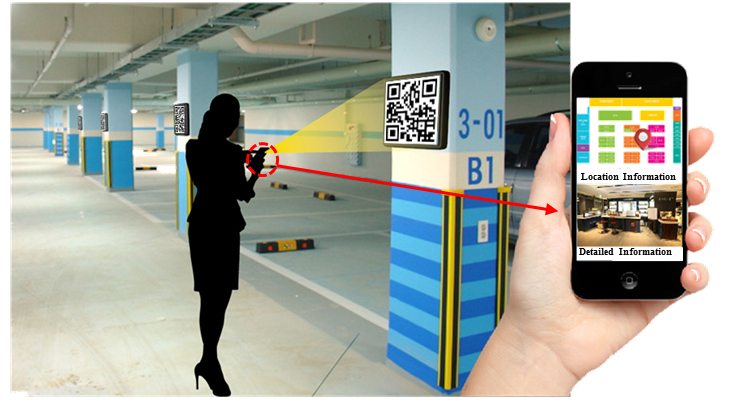 3-01
B1
Location Information
Detailed Information